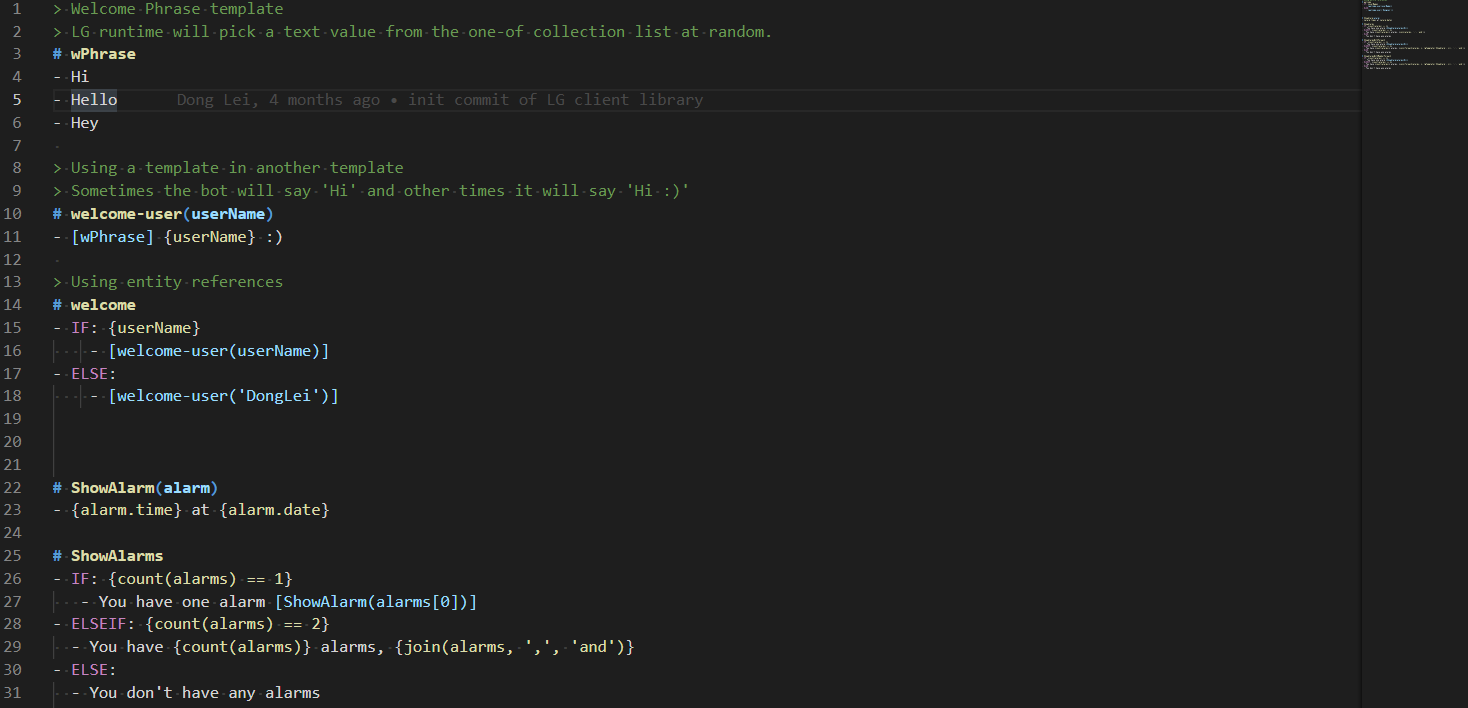 1 > Welcome Phrase template
2 > LG runtime will pick a text value from the one-of collection list at random.
3 # wPhrase
4 - Hi
5 - Hello Dong Lei, 4 months ago • init commit of LG client library
6 - Hey
7
8 > Using a template in another template
9 > Sometimes the bot will say 'Hi' and other times it will say 'Hi :)'
10 # welcome-user(userName)
11 - [wPhrase] {userName} :)
12
13 > Using entity references
14 # welcome
15 - IF: {userName}
16 - [welcome-user(userName)]
17 - ELSE:
18 - [welcome-user('DongLei')]
19
20
21
22 # ShowAlarm(alarm)
23 - {alarm.time} at {alarm.date}
24
25 # ShowAlarms
26 - IF: {count(alarms) == 1}
27 - You have one alarm [ShowAlarm(alarms[0])]
28 - ELSEIF: {count(alarms) == 2}
29 - You have {count(alarms)} alarms, {join(alarms, ',', 'and')}
30 - ELSE:
31 - You don't have any alarms